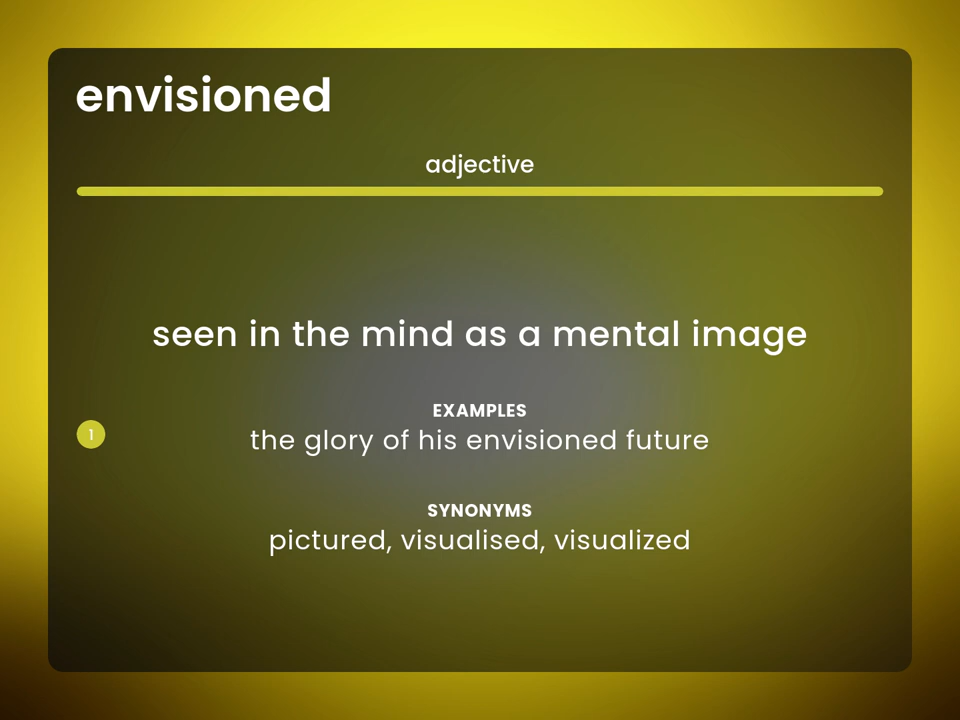 envisioned
adjective
seen in the mind as a mental image
EXAMPLES
1
the glory of his envisioned future
SYNONYMS
pictured, visualised, visualized